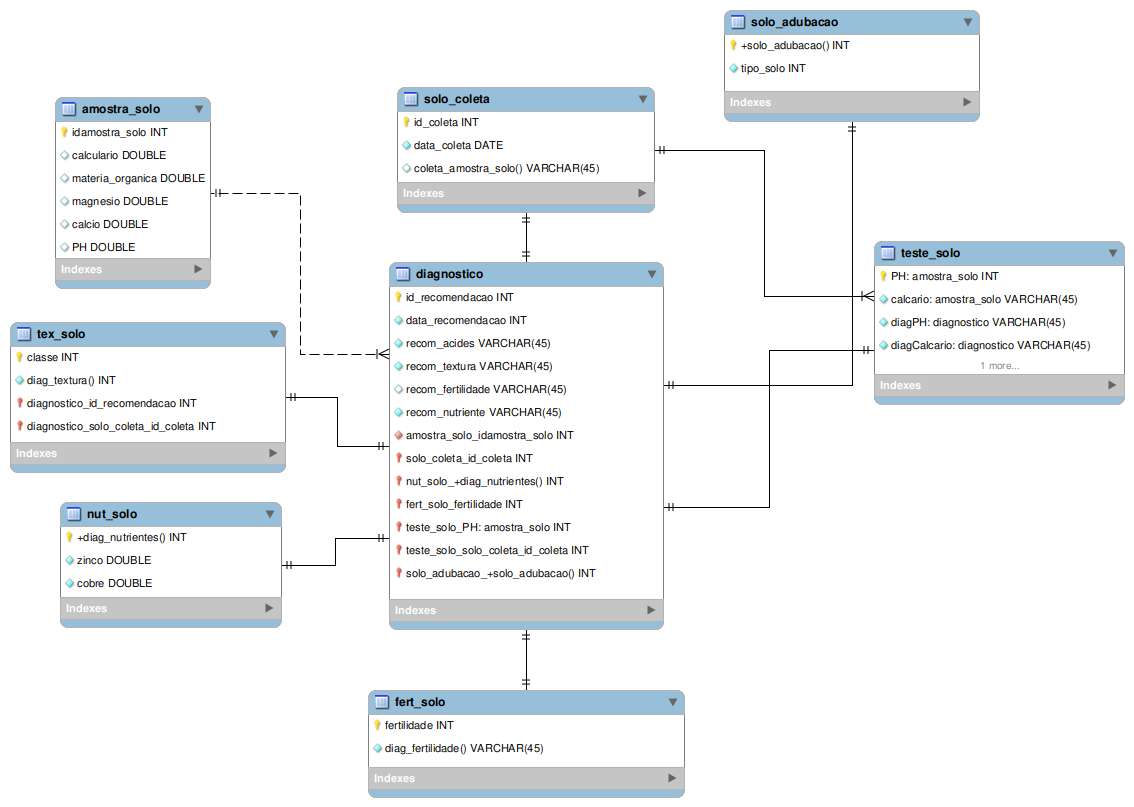 solo_adubacao
+solo_adubacao() INT
tipo_solo INT
Indexes
solo_coleta
id_coleta INT
data_coleta DATE
coleta_amostra_solo() VARCHAR(45)
Indexes
amostra_solo
idamostra_solo INT
calculario DOUBLE
materia_organica DOUBLE
magnesio DOUBLE
calcio DOUBLE
PH DOUBLE
Indexes
teste_solo
PH: amostra_solo INT
calcario: amostra_solo VARCHAR(45)
diagPH: diagnostico VARCHAR(45)
diagCalcario: diagnostico VARCHAR(45)
1 more...
Indexes
diagnostico
id_recomendacao INT
data_recomendacao INT
recom_acides VARCHAR(45)
recom_textura VARCHAR(45)
recom_fertilidade VARCHAR(45)
recom_nutriente VARCHAR(45)
amostra_solo_idamostra_solo INT
solo_coleta_id_coleta INT
nut_solo_+diag_nutrientes() INT
fert_solo_fertilidade INT
teste_solo_PH: amostra_solo INT
teste_solo_solo_coleta_id_coleta INT
solo_adubacao_+solo_adubacao() INT
Indexes
tex_solo
classe INT
diag_textura() INT
diagnostico_id_recomendacao INT
diagnostico_solo_coleta_id_coleta INT
Indexes
nut_solo
+diag_nutrientes() INT
zinco DOUBLE
cobre DOUBLE
Indexes
fert_solo
fertilidade INT
diag_fertilidade() VARCHAR(45)
Indexes